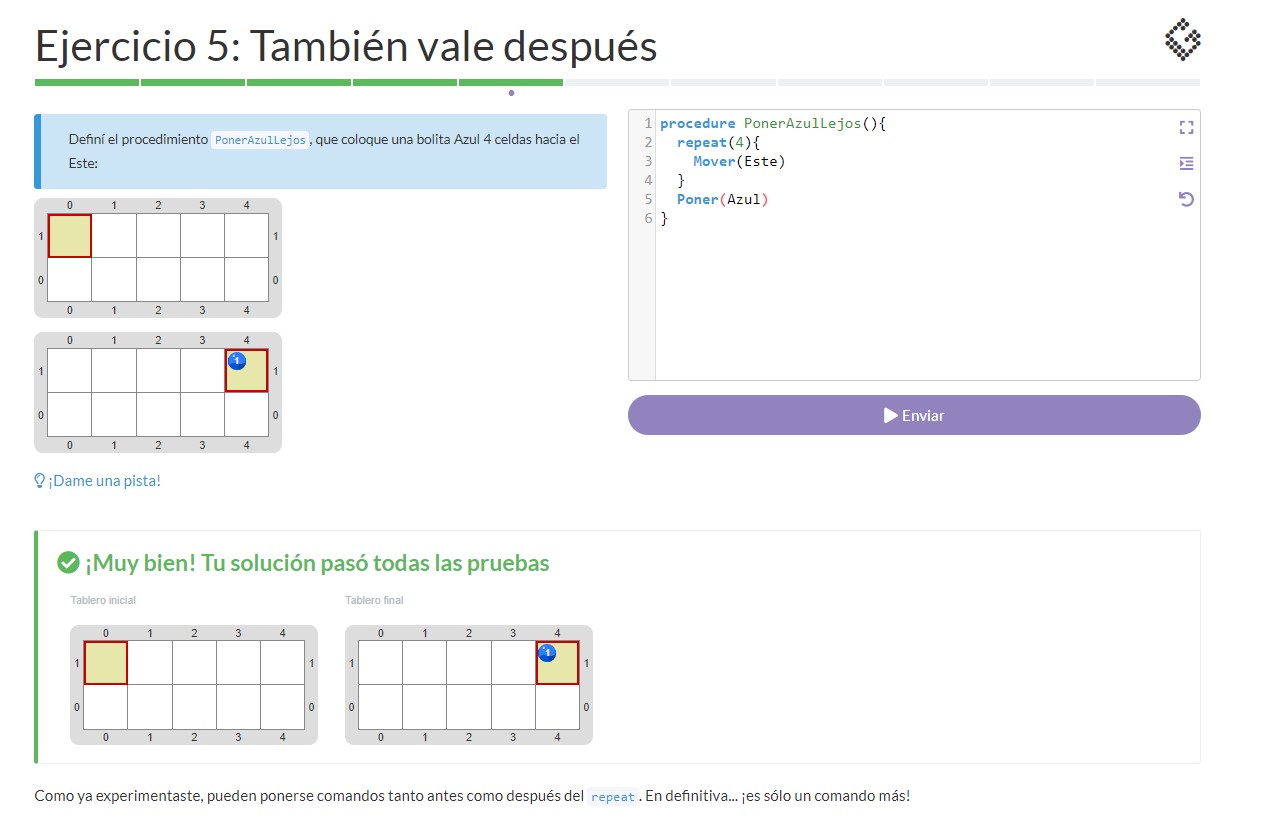 Ejercicio 5: También vale después
Definí el procedimiento PonerAzulLejos, que coloque una bolita Azul 4 celdas hacia el
Este:
0 1 2 3 4
1 1
0 0
0 1 2 3 4
0 1 2 3 4
1 1 1
0 0
0 1 2 3 4
¡Dame una pista!
1 procedure PonerAzulLejos(){
2 repeat(4){
3 Mover(Este)
4 }
5 Poner(Azul)
6 }
Enviar
¡Muy bien! Tu solución pasó todas las pruebas
Tablero inicial Tablero final
0 1 2 3 4 0 1 2 3 4
1 1 1 1 1
0 0 0 0
0 1 2 3 4 0 1 2 3 4
Como ya experimentaste, pueden ponerse comandos tanto antes como después del repeat. En definitiva... ¡es sólo un comando más!